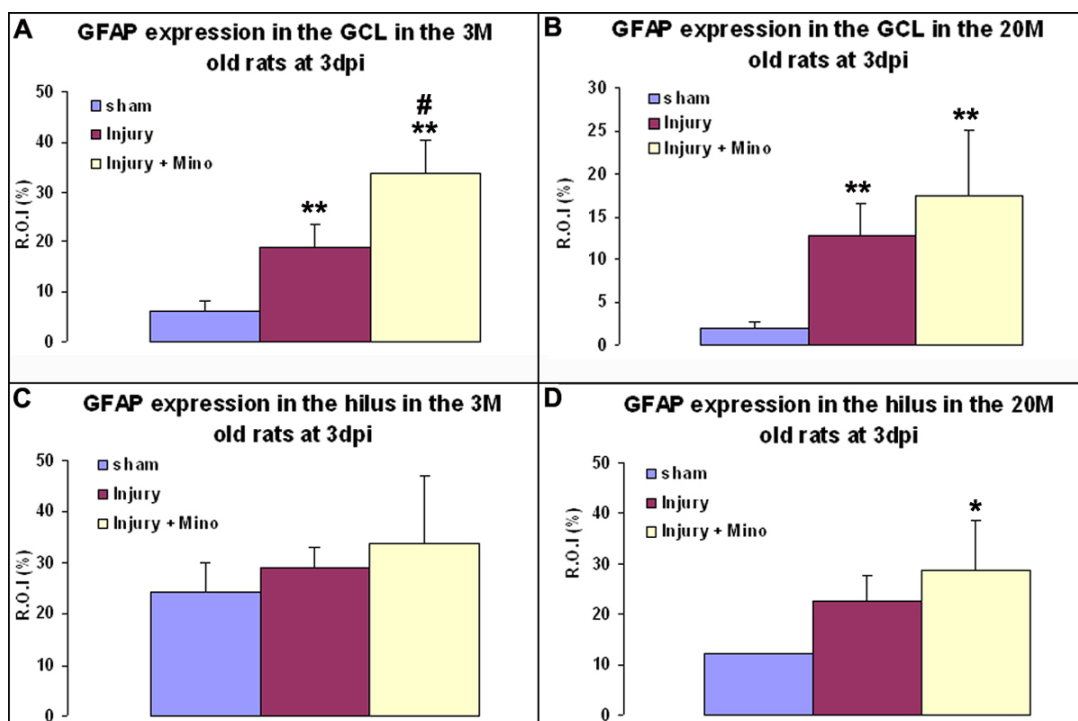 A
GFAP expression in the GCL in the 3M
old rats at 3dpi
50
40
30
20
10
0
R.O.I (%)
sham
Injury
Injury + Mino
**
#
**
B
GFAP expression in the GCL in the 20M
old rats at 3dpi
30
25
20
15
10
5
0
R.O.I (%)
sham
Injury
Injury + Mino
**
**
C
GFAP expression in the hilus in the 3M
old rats at 3dpi
50
40
30
20
10
0
R.O.I (%)
sham
Injury
Injury + Mino
D
GFAP expression in the hilus in the 20M
old rats at 3dpi
50
40
30
20
10
0
R.O.I (%)
sham
Injury
Injury + Mino
*